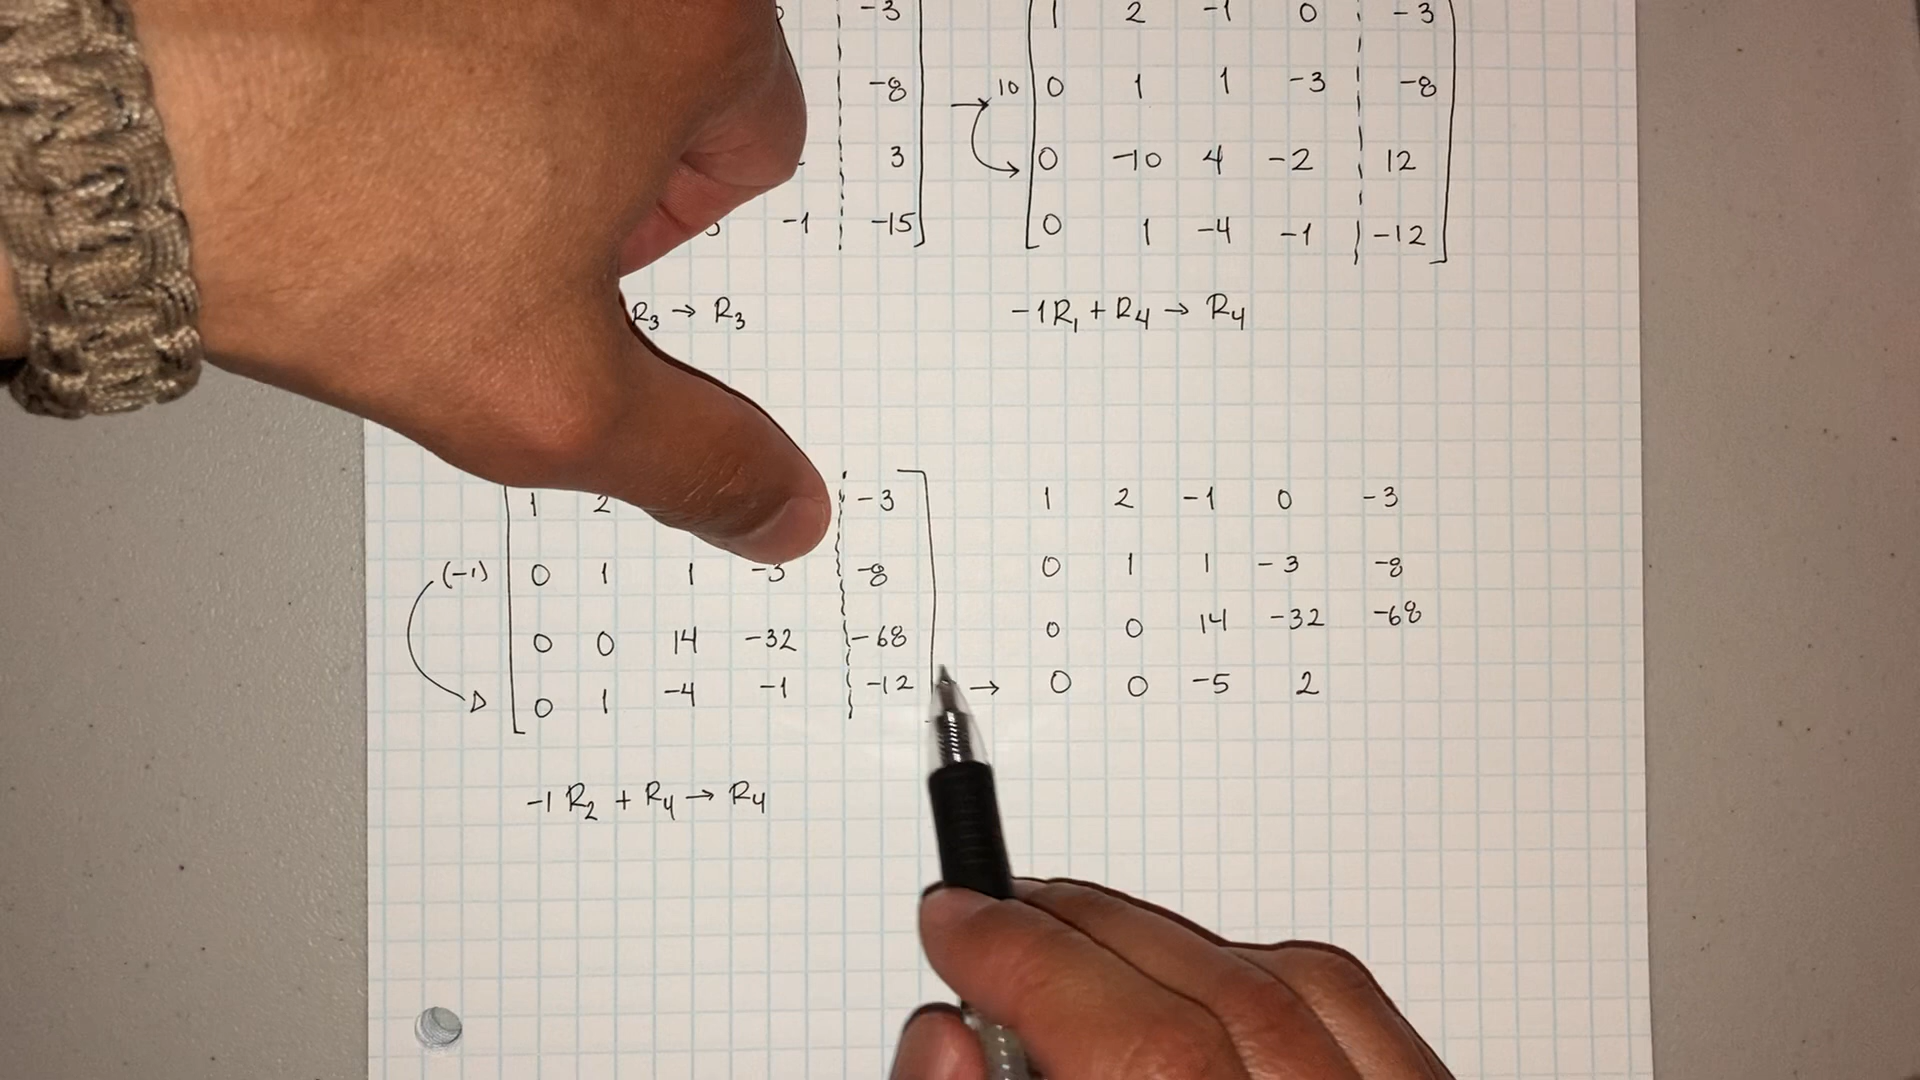 -3
1 2 -1 0 -3
-8
10 0 1 1 -3 -8
3
0 -10 4 -2 12
-1 -15
0 1 -4 -1 -12
R3 → R3
-1R1 + R4 → R4
1 2 -3
1 2 -1 0 -3
(-1) 0 1 1 -3 -8
0 1 1 -3 -8
0 0 14 -32 -68
0 0 14 -32 -68
0 1 -4 -1 -12
→ 0 0 -5 2
-1 R2 + R4 → R4